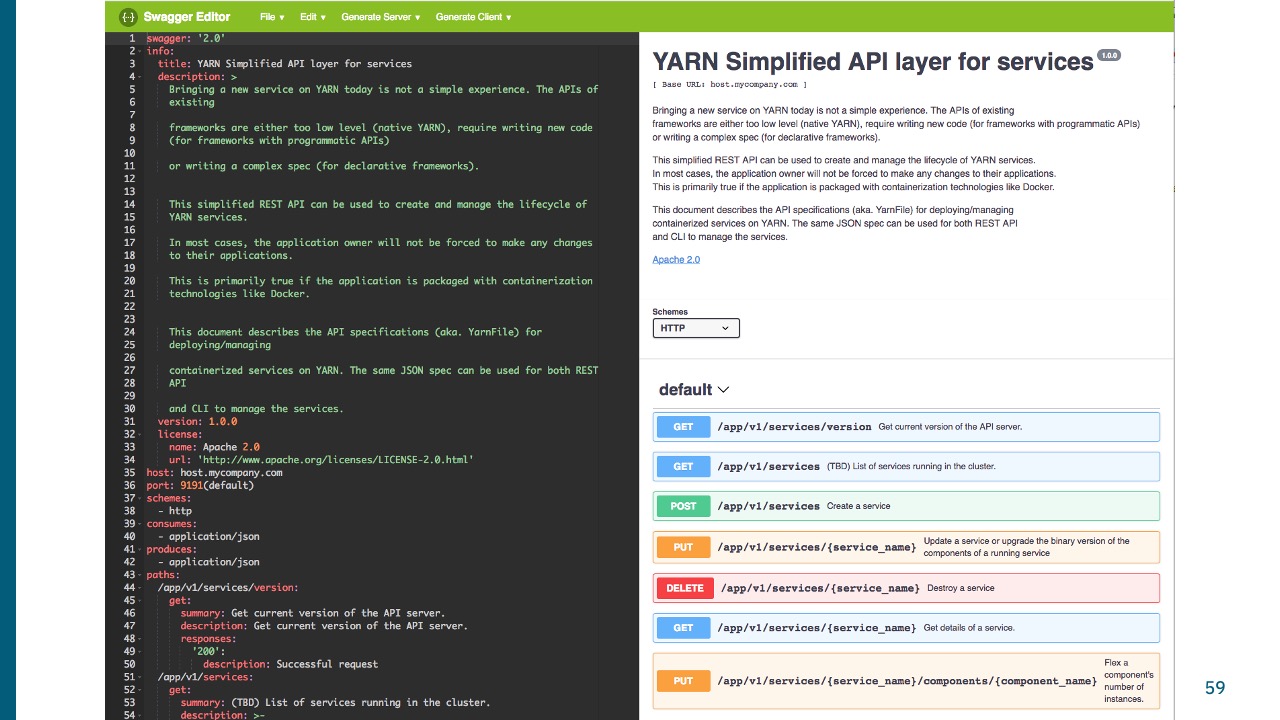 Swagger Editor File Edit Generate Server Generate Client
1 swagger: '2.0'
2 info:
3 title: YARN Simplified API layer for services
4 description: >
5 Bringing a new service on YARN today is not a simple experience. The APIs of
6 existing
7
8 frameworks are either too low level (native YARN), require writing new code
9 (for frameworks with programmatic APIs)
10
11 or writing a complex spec (for declarative frameworks).
12
13
14 This simplified REST API can be used to create and manage the lifecycle of
15 YARN services.
16
17 In most cases, the application owner will not be forced to make any changes
18 to their applications.
19
20 This is primarily true if the application is packaged with containerization
21 technologies like Docker.
22
23
24 This document describes the API specifications (aka. YarnFile) for
25 deploying/managing
26
27 containerized services on YARN. The same JSON spec can be used for both REST
28 API
29
30 and CLI to manage the services.
31 version: 1.0.0
32 license:
33 name: Apache 2.0
34 url: 'http://www.apache.org/licenses/LICENSE-2.0.html'
35 host: host.mycompany.com
36 port: 9191(default)
37 schemes:
38 - http
39 consumes:
40 - application/json
41 produces:
42 - application/json
43 paths:
44 /app/v1/services/version:
45 get:
46 summary: Get current version of the API server.
47 description: Get current version of the API server.
48 responses:
49 '200':
50 description: Successful request
51 /app/v1/services:
52 get:
53 summary: (TBD) List of services running in the cluster.
54 description: >-
YARN Simplified API layer for services 1.0.0
[ Base URL: host.mycompany.com ]
Bringing a new service on YARN today is not a simple experience. The APIs of existing
frameworks are either too low level (native YARN), require writing new code (for frameworks with programmatic APIs)
or writing a complex spec (for declarative frameworks).
This simplified REST API can be used to create and manage the lifecycle of YARN services.
In most cases, the application owner will not be forced to make any changes to their applications.
This is primarily true if the application is packaged with containerization technologies like Docker.
This document describes the API specifications (aka. YarnFile) for deploying/managing
containerized services on YARN. The same JSON spec can be used for both REST API
and CLI to manage the services.
Apache 2.0
Schemes
HTTP
default
GET /app/v1/services/version Get current version of the API server.
GET /app/v1/services (TBD) List of services running in the cluster.
POST /app/v1/services Create a service
PUT /app/v1/services/{service_name} Update a service or upgrade the binary version of the
components of a running service
DELETE /app/v1/services/{service_name} Destroy a service
GET /app/v1/services/{service_name} Get details of a service.
PUT /app/v1/services/{service_name}/components/{component_name} Flex a
component's
number of
instances.
59